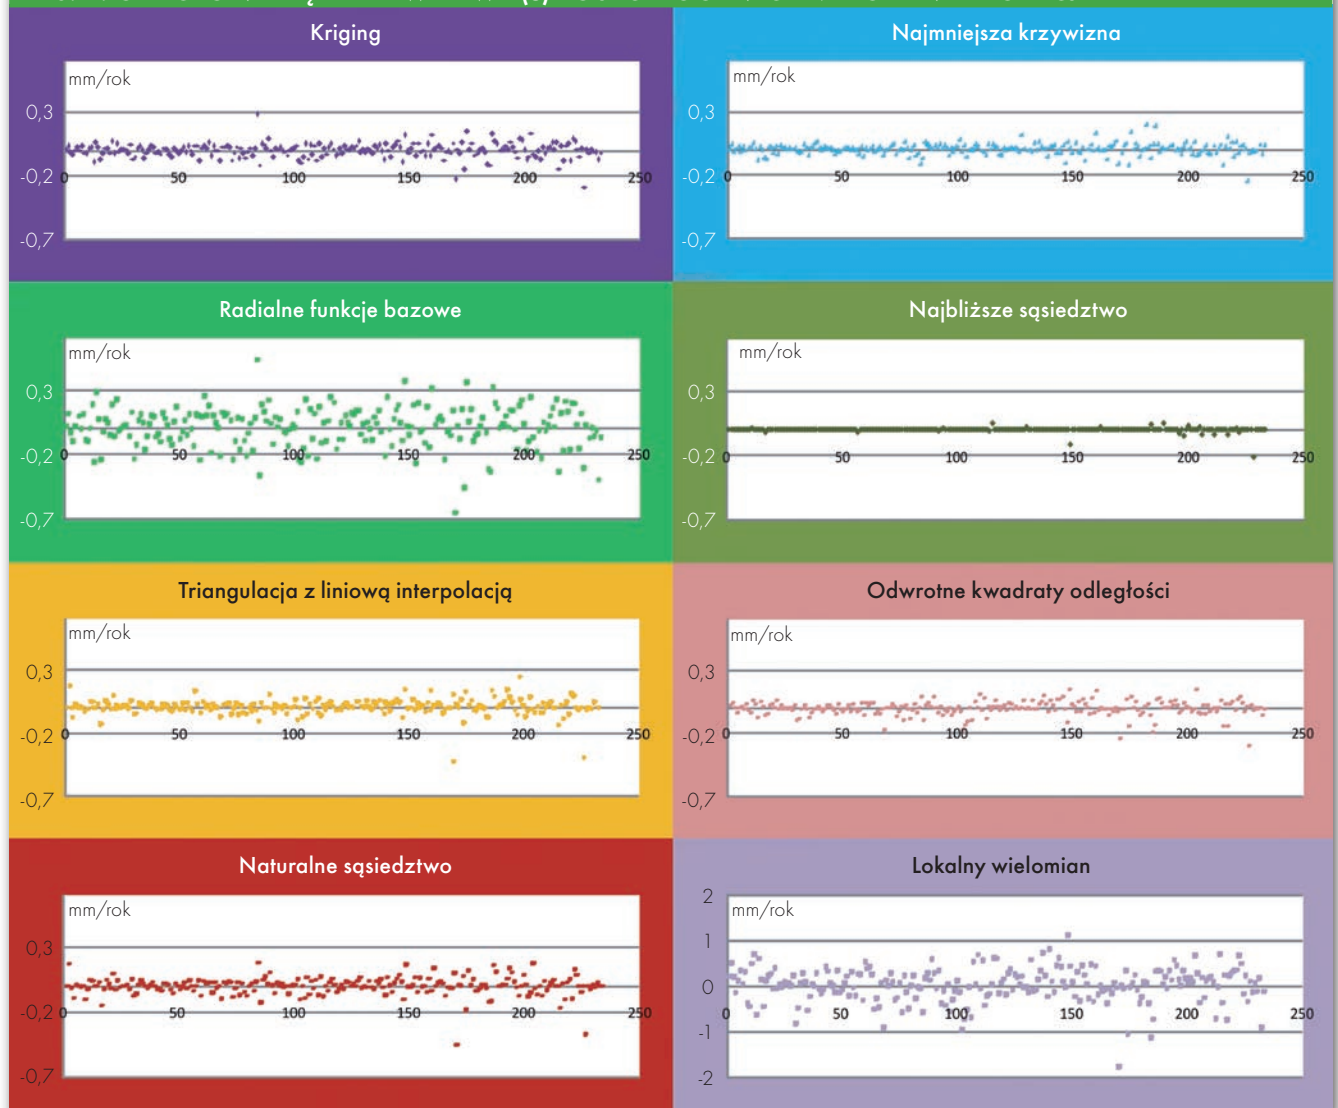 Kriging
mm/rok
0,3
-0,2
0 50 100 150 200 250
-0,7
Najmniejsza krzywizna
mm/rok
0,3
-0,2
0 50 100 150 200 250
-0,7
Radialne funkcje bazowe
mm/rok
0,3
-0,2
0 50 100 150 200 250
-0,7
Najbliższe sąsiedztwo
mm/rok
0,3
-0,2
0 50 100 150 200 250
-0,7
Triangulacja z liniową interpolacją
mm/rok
0,3
-0,2
0 50 100 150 200 250
-0,7
Odwrotne kwadraty odległości
mm/rok
0,3
-0,2
0 50 100 150 200 250
-0,7
Naturalne sąsiedztwo
mm/rok
0,3
-0,2
0 50 100 150 200 250
-0,7
Lokalny wielomian
2
mm/rok
1
0
0 50 100 150 200 250
-1
-2